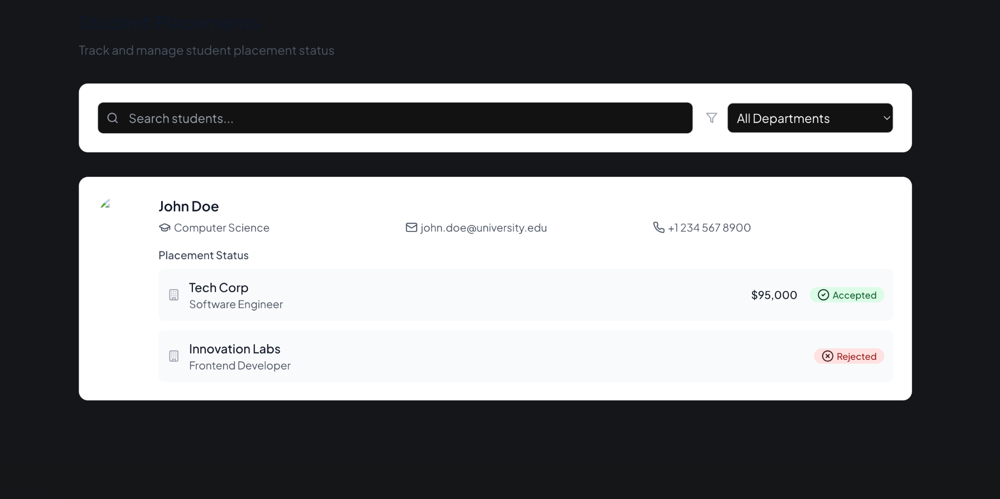 Student Placements
Track and manage student placement status
Search students...
All Departments
John Doe
Computer Science
john.doe@university.edu
+1 234 567 8900
Placement Status
Tech Corp
Software Engineer
$95,000
Accepted
Innovation Labs
Frontend Developer
Rejected